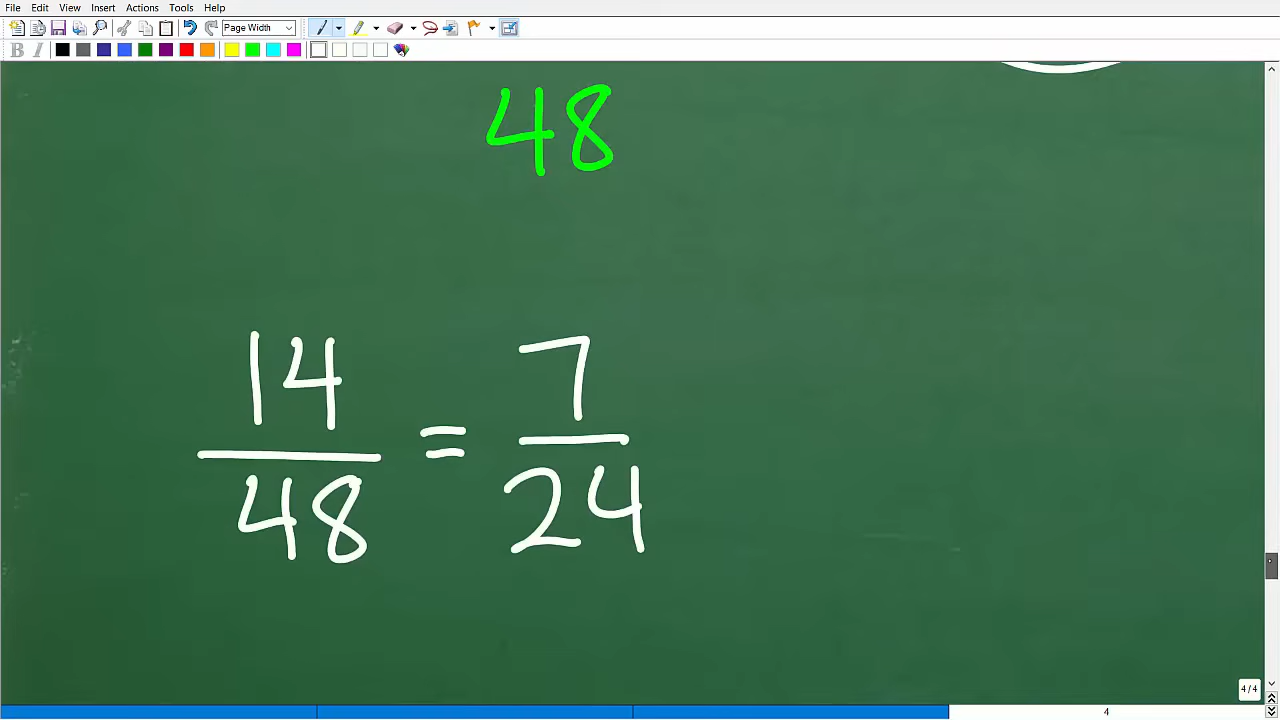 File Edit View Insert Actions Tools Help
Page Width
B I
48
14/48 = 7/24
4/4
4